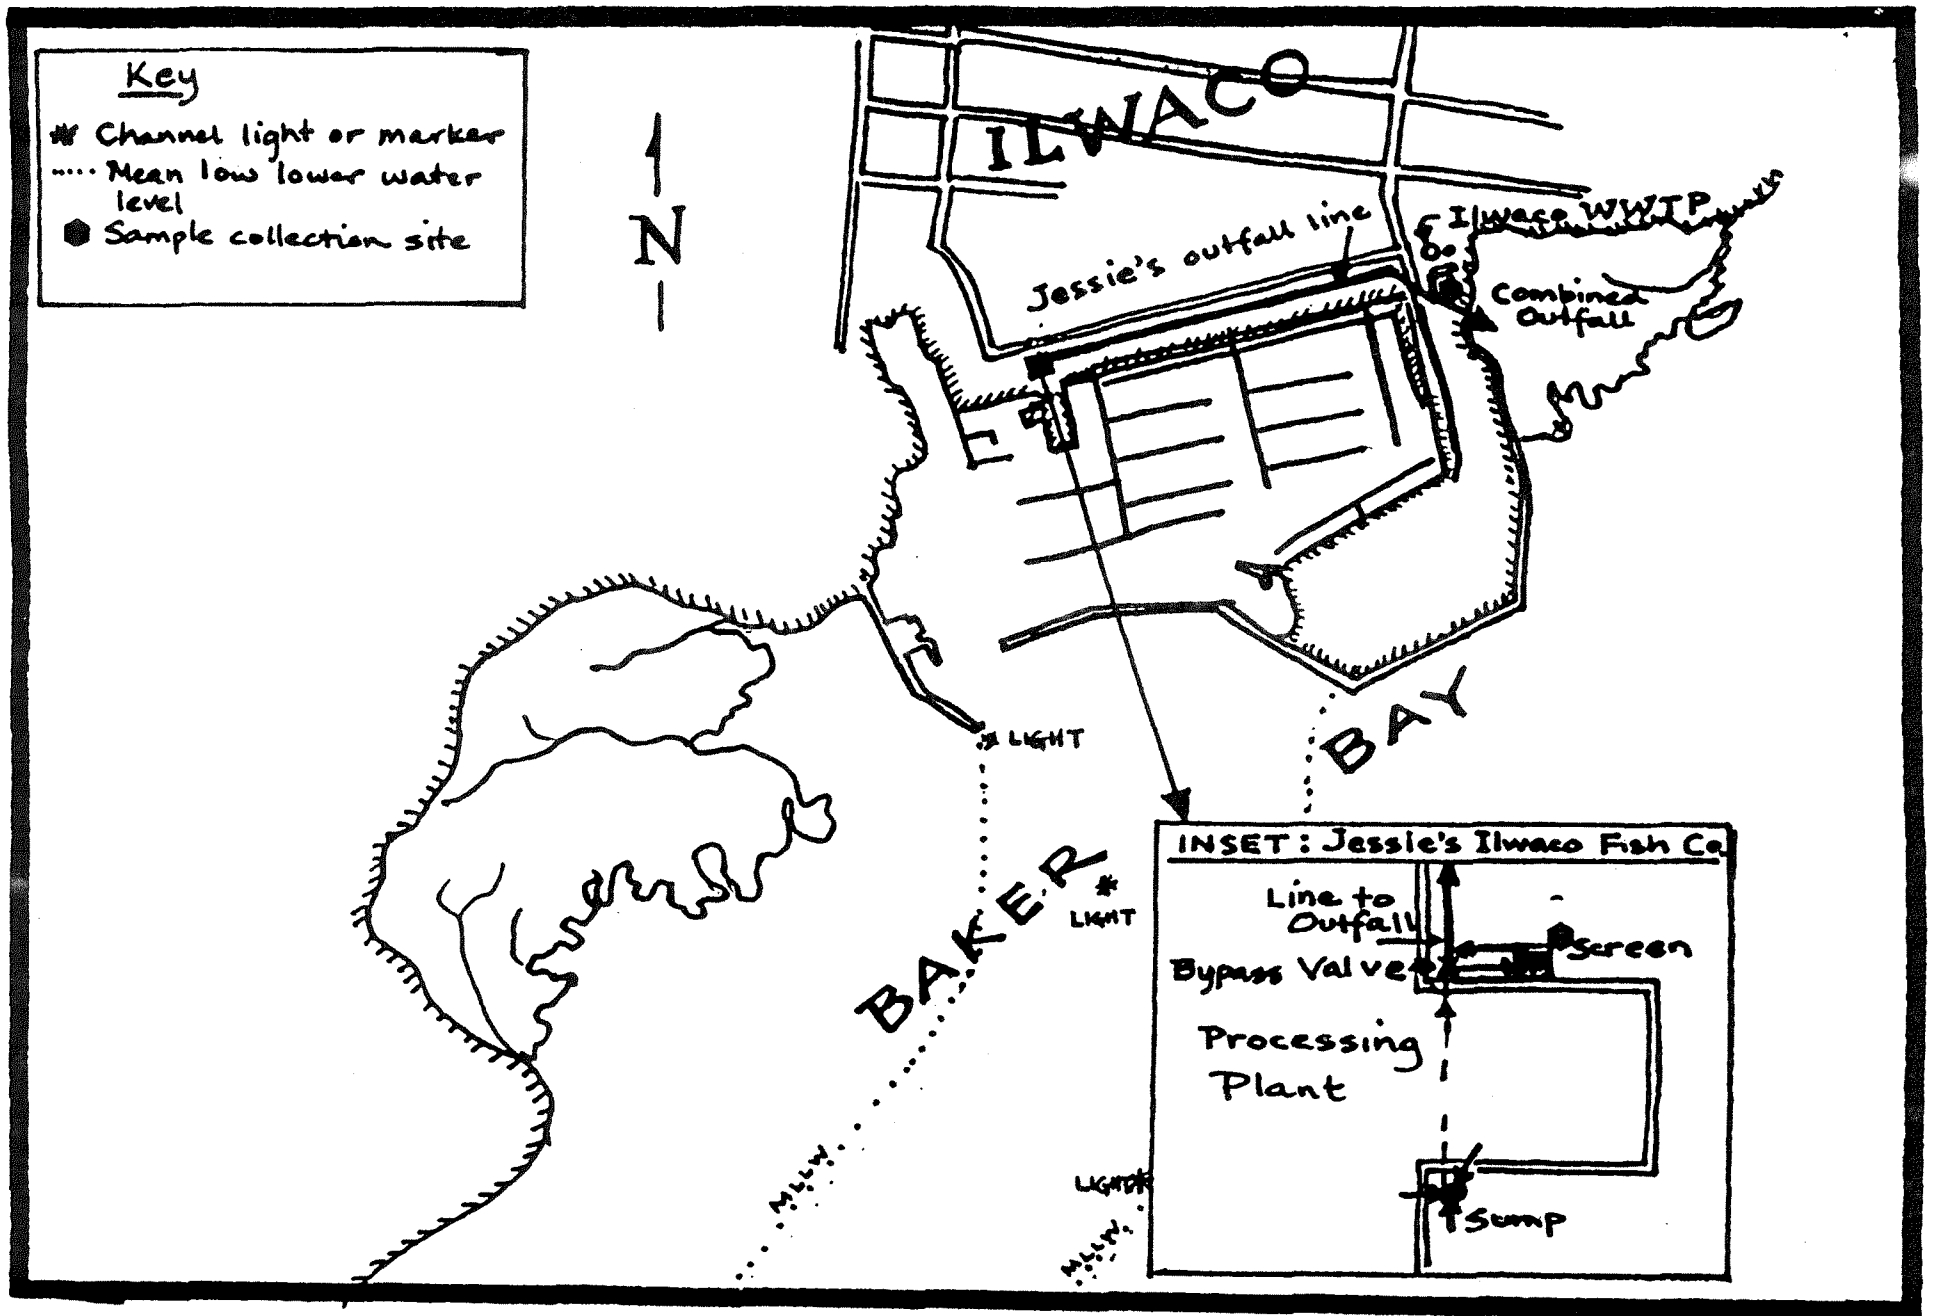 Key
Channel light or marker
Mean low lower water
level
Sample collection site
N
ILWACO
Jessie's outfall line
Ilwaco WWTP
Combined
Outfall
LIGHT
BAKER
BAY
LIGHT
LIGHT
MLLW
MLLW
INSET: Jessie's Ilwaco Fish Co.
Line to
Outfall
Screen
Bypass Valve
Processing
Plant
Sump